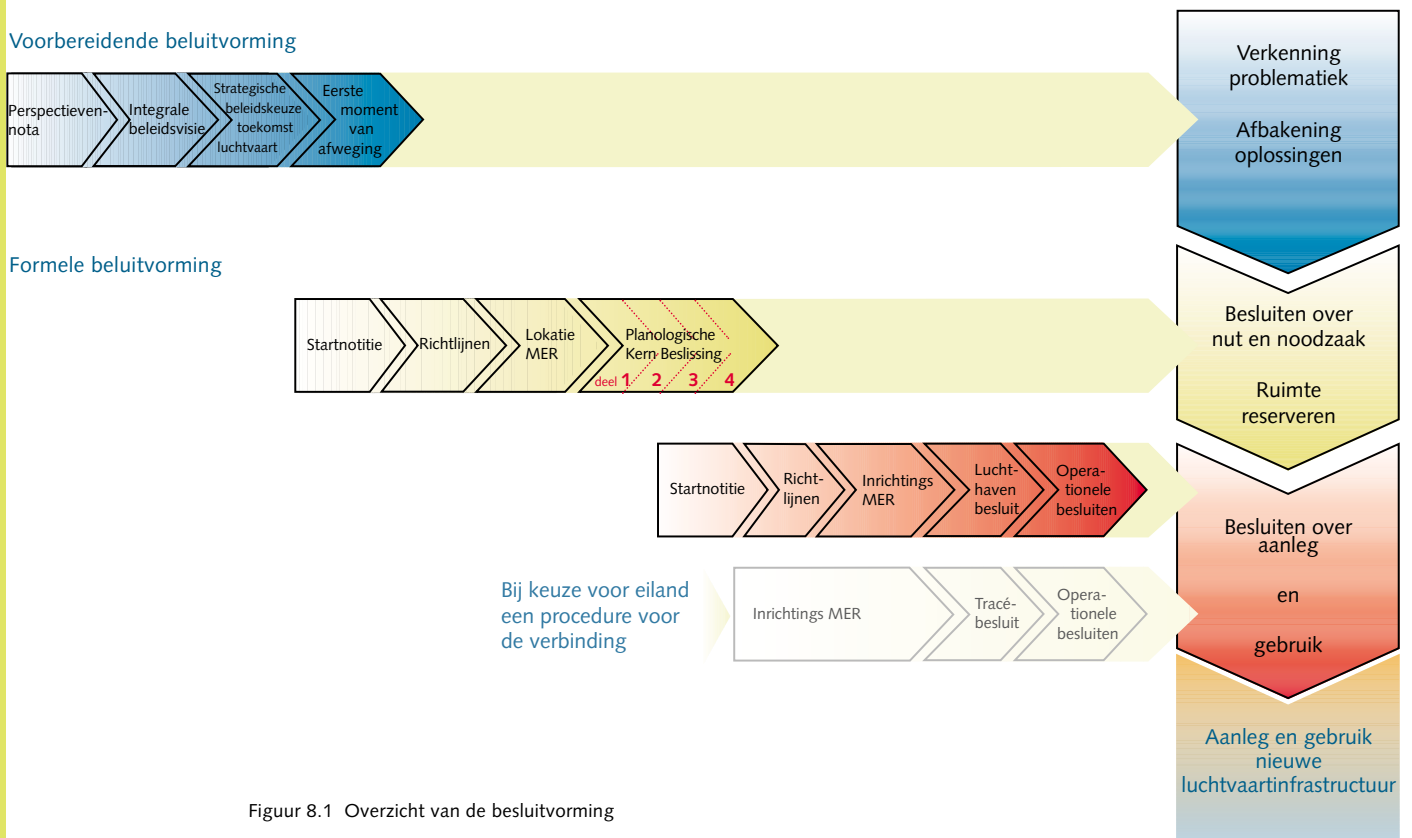 Voorbereidende beluitvorming
Perspectieven-
nota
Integrale
beleidsvisie
Strategische
beleidskeuze
toekomst
luchtvaart
Eerste
moment
van
afweging
Verkenning
problematiek
Afbakening
oplossingen
Formele beluitvorming
Startnotitie
Richtlijnen
Lokatie
MER
Planologische
Kern Beslissing
deel 1 2 3 4
Besluiten over
nut en noodzaak
Ruimte
reserveren
Startnotitie
Richt-
lijnen
Inrichtings
MER
Lucht-
haven
besluit
Opera-
tionele
besluiten
Besluiten over
aanleg
en
gebruik
Bij keuze voor eiland
een procedure voor
de verbinding
Inrichtings MER
Tracé-
besluit
Opera-
tionele
besluiten
Aanleg en gebruik
nieuwe
luchtvaartinfrastructuur
Figuur 8.1 Overzicht van de besluitvorming